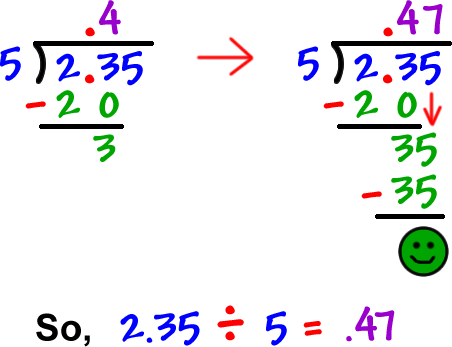 .4 → .47
5)2.35 5)2.35
-2 0 -2 0 ↓
3 35
-35
So, 2.35 ÷ 5 = .47